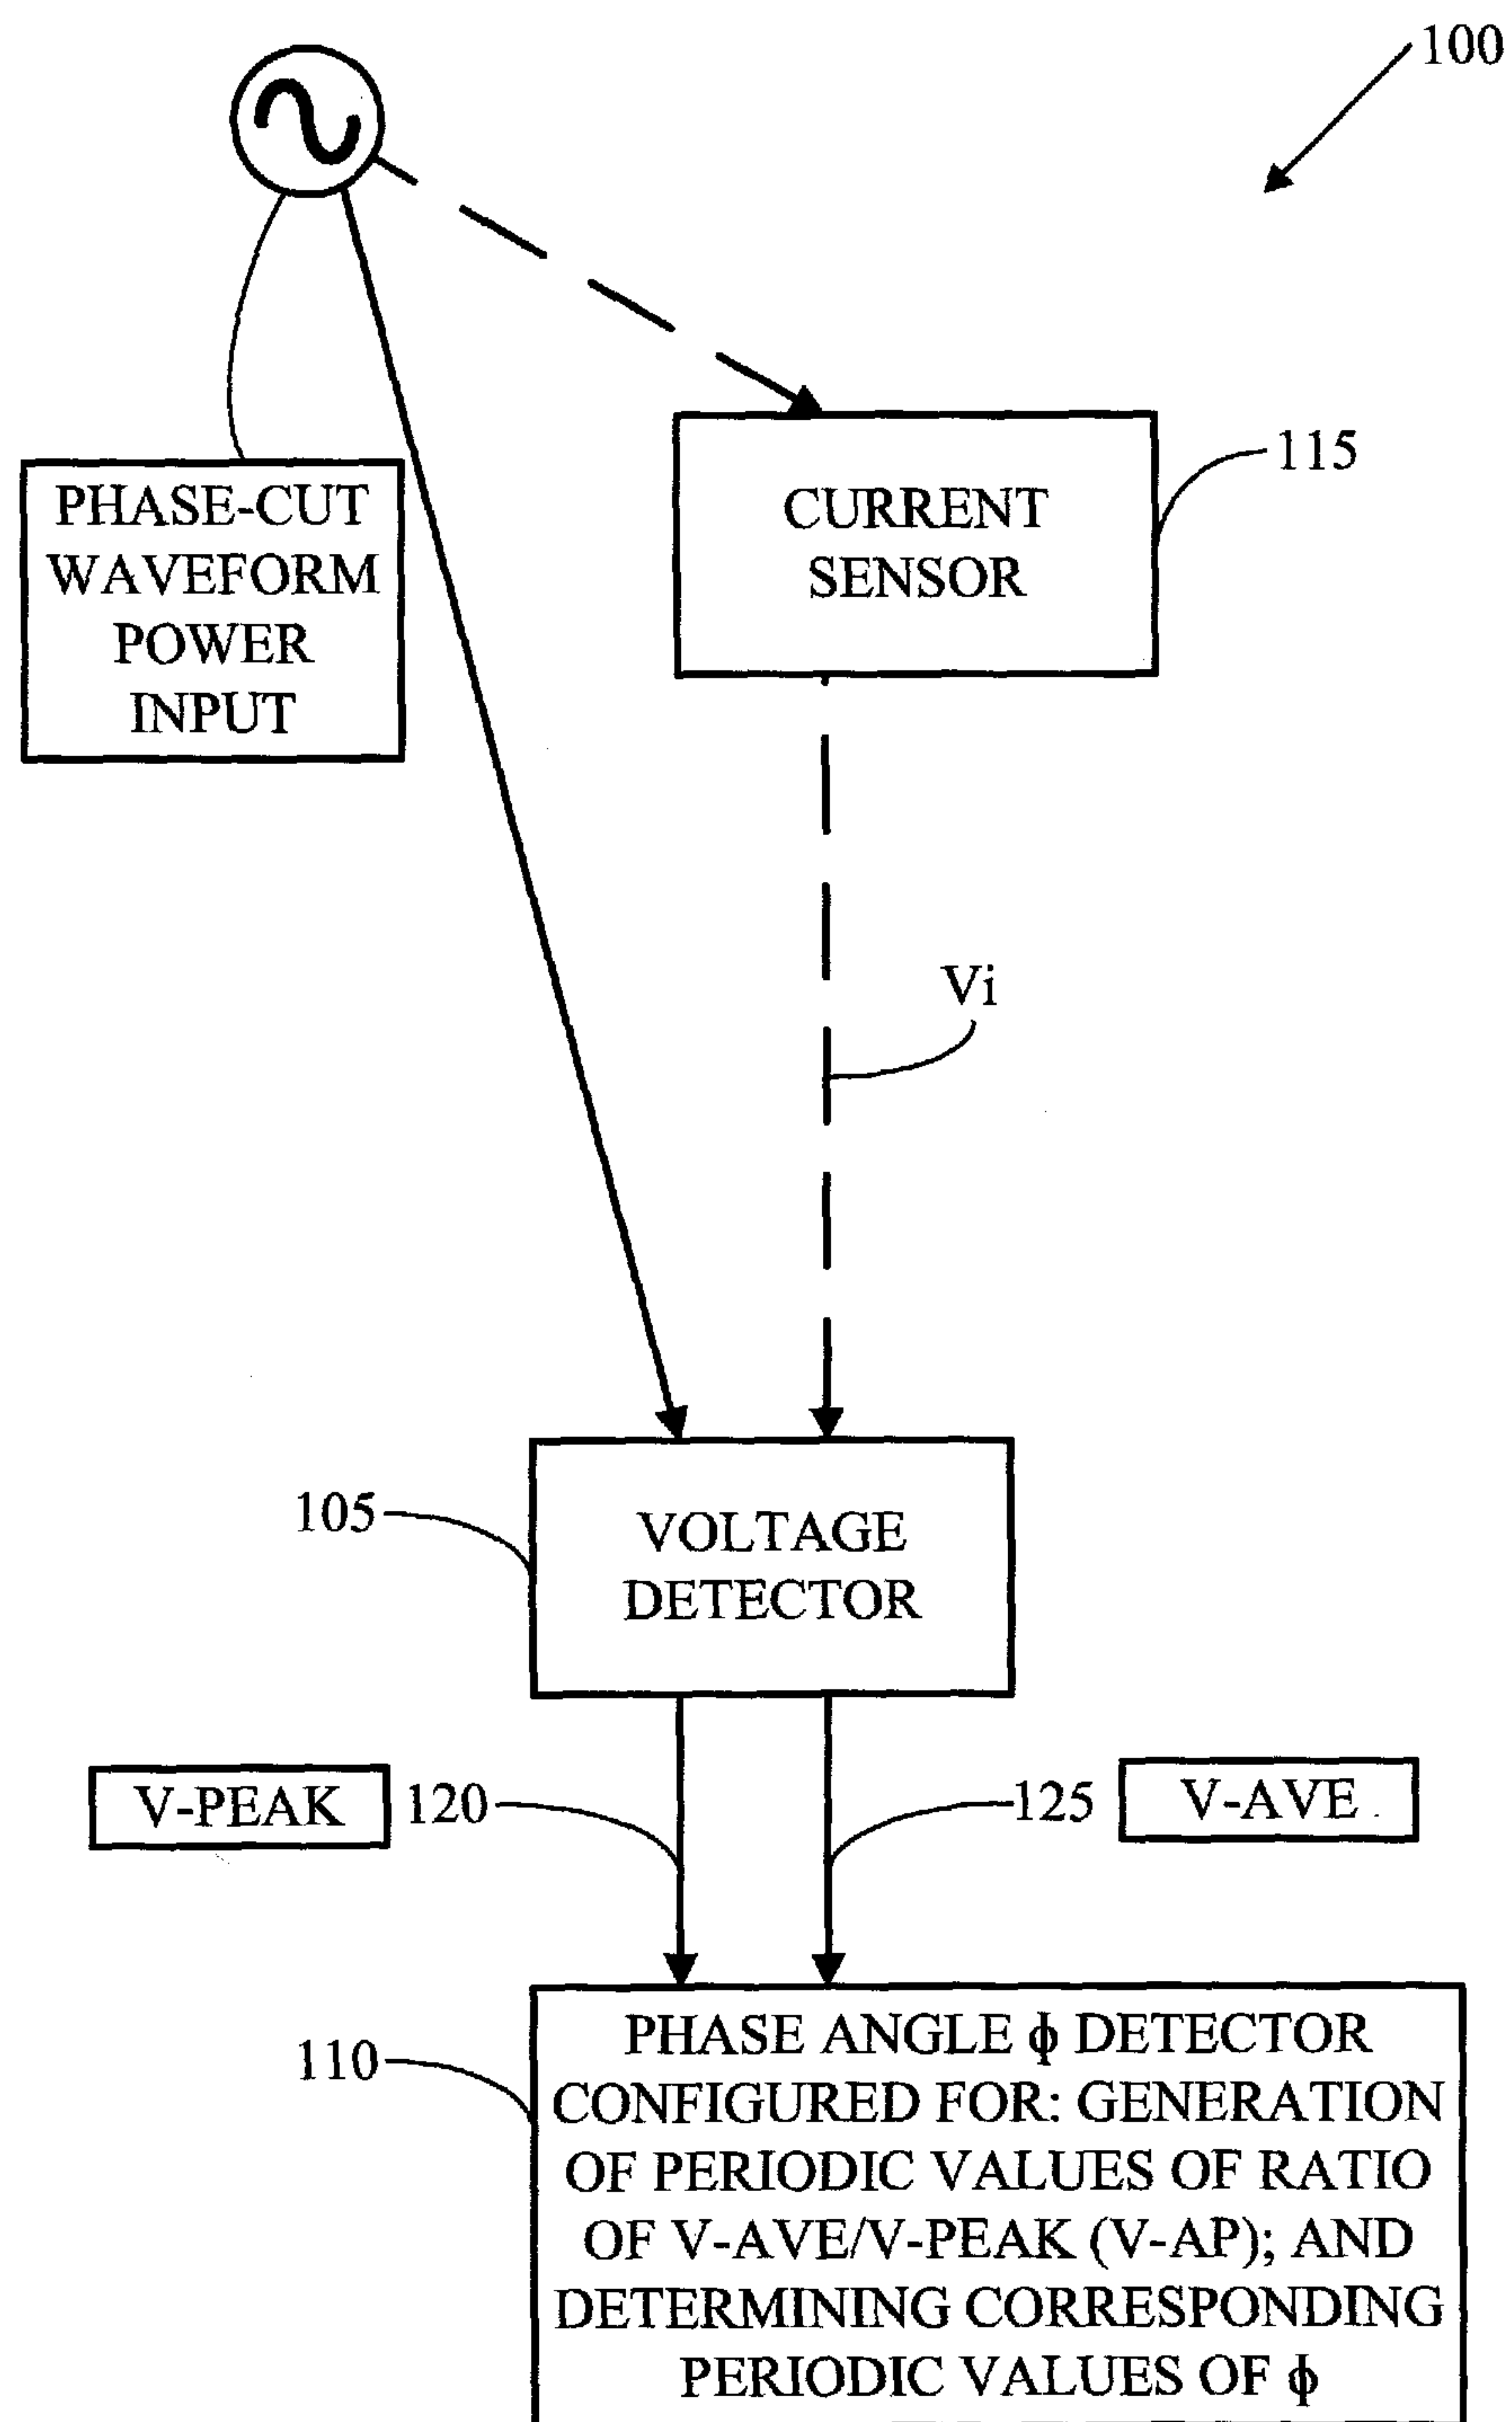 100
PHASE-CUT
WAVEFORM
POWER
INPUT
CURRENT
SENSOR
115
Vi
105
VOLTAGE
DETECTOR
V-PEAK
120
125
V-AVE
110
PHASE ANGLE ϕ DETECTOR
CONFIGURED FOR: GENERATION
OF PERIODIC VALUES OF RATIO
OF V-AVE/V-PEAK (V-AP); AND
DETERMINING CORRESPONDING
PERIODIC VALUES OF ϕ